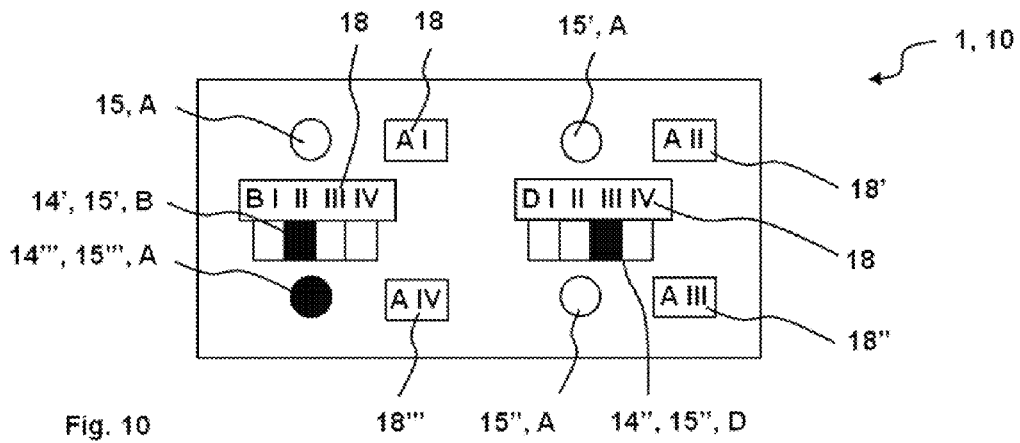 18 18 15', A 1, 10
15, A
A I A II
18'
B I II III IV D I II III IV
14', 15', B
14''', 15''', A
18
A IV A III
18''
Fig. 10 18''' 15'', A 14'', 15'', D